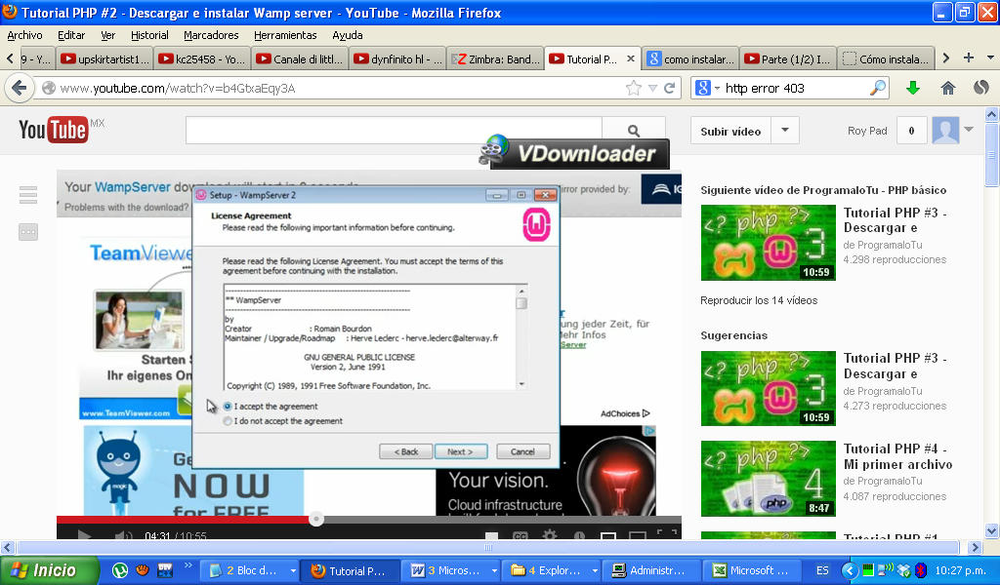 Tutorial PHP #2 - Descargar e instalar Wamp server - YouTube - Mozilla Firefox
Archivo Editar Ver Historial Marcadores Herramientas Ayuda
9 - Y... upskirtartist1... kc25458 - Yo... Canale di littl... dynfinito hl - ... Zimbra: Band... Tutorial P... como instalar... Parte (1/2) I... Cómo instala...
www.youtube.com/watch?v=b4GtxaEqy3A
http error 403
YouTube MX
Subir vídeo
Roy Pad
0
VDownloader
Your WampServer
Problems with the download?
mirror provided by:
Setup - WampServer 2
License Agreement
Please read the following important information before continuing.
Please read the following License Agreement. You must accept the terms of this
agreement before continuing with the installation.
** WampServer
by
Creator : Romain Bourdon
Maintainer / Upgrade/Roadmap : Herve Leclerc - herve.leclerc@alterway.fr
GNU GENERAL PUBLIC LICENSE
Version 2, June 1991
Copyright (C) 1989, 1991 Free Software Foundation, Inc.
I accept the agreement
I do not accept the agreement
< Back
Next >
Cancel
TeamViewer
Starten
Ihr eigenes On
www.TeamViewer.com
ung jeder Zeit, für
Mehr Infos
Server
AdChoices
magic
Ge
NOW
for FREE
Your vision.
Cloud infrastructure
04:31 / 10:55
Siguiente vídeo de ProgramaloTu - PHP básico
<? php ?>
3
10:59
Tutorial PHP #3 -
Descargar e
de ProgramaloTu
4.298 reproducciones
Reproducir los 14 vídeos
Sugerencias
<? php ?>
3
10:59
Tutorial PHP #3 -
Descargar e
de ProgramaloTu
4.273 reproducciones
<? php ?>
4
php
8:47
Tutorial PHP #4 -
Mi primer archivo
de ProgramaloTu
4.087 reproducciones
Tutorial PHP #1 -
Inicio
2 Bloc d...
Tutorial P...
3 Micros...
4 Explor...
Administr...
Microsoft ...
ES
10:27 p.m.